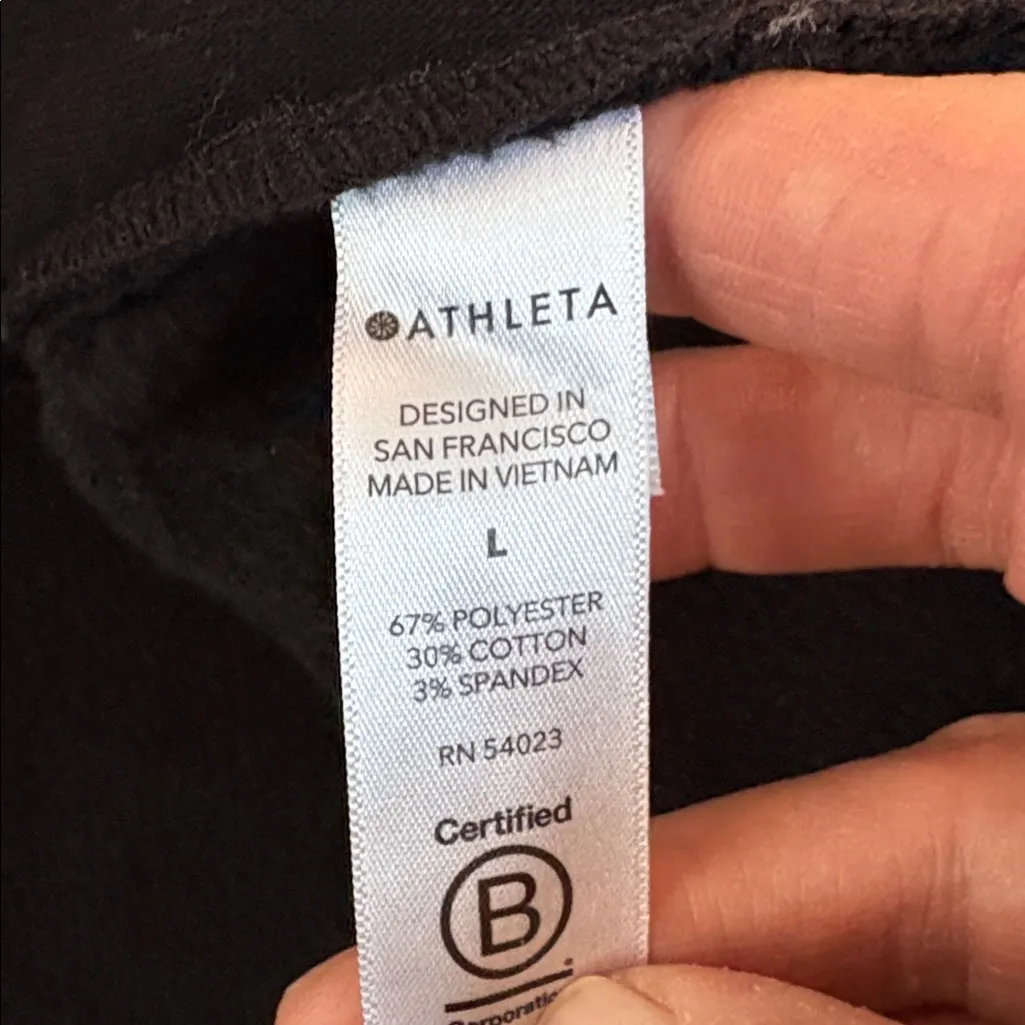 ATHLETA
DESIGNED IN
SAN FRANCISCO
MADE IN VIETNAM
L
67% POLYESTER
30% COTTON
3% SPANDEX
RN 54023
Certified
B